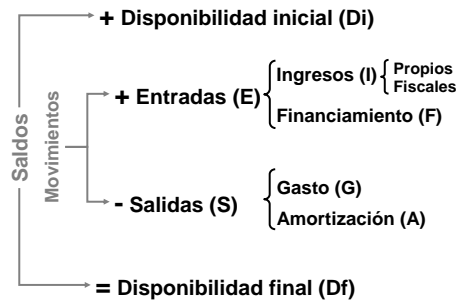 + Disponibilidad inicial (Di)
Saldos
Movimientos
+ Entradas (E)
Ingresos (I)
Propios
Fiscales
Financiamiento (F)
- Salidas (S)
Gasto (G)
Amortización (A)
= Disponibilidad final (Df)